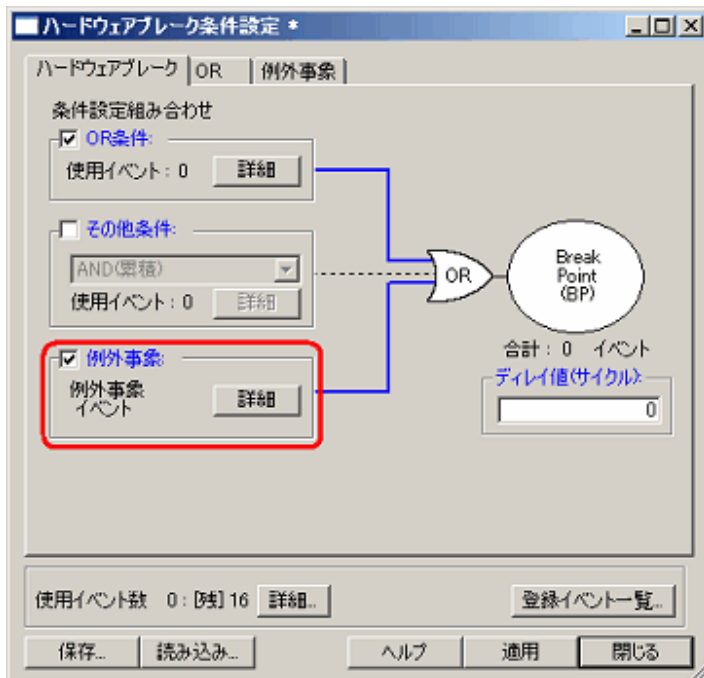 ハードウェアブレーク条件設定 *
ハードウェアブレーク OR 例外事象
条件設定組み合わせ
OR条件:
使用イベント : 0 詳細
その他条件:
AND(累積)
使用イベント : 0 詳細
例外事象:
例外事象
イベント
詳細
OR
Break
Point
(BP)
合計 : 0 イベント
ディレイ値(サイクル):
0
使用イベント数 0 : [残] 16 詳細...
登録イベント一覧...
保存... 読み込み... ヘルプ 適用 閉じる